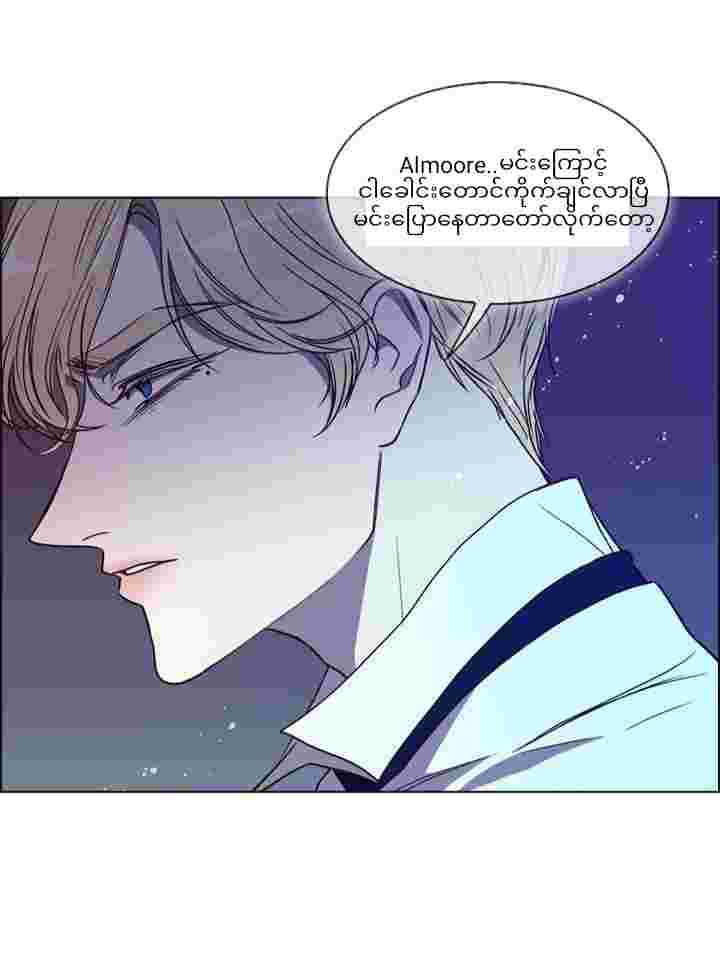 Almoore..မင်းကြောင့်
ငါခေါင်းတောင်ကိုက်ချင်လာပြီ
မင်းပြောနေတာတော်လိုက်တော့